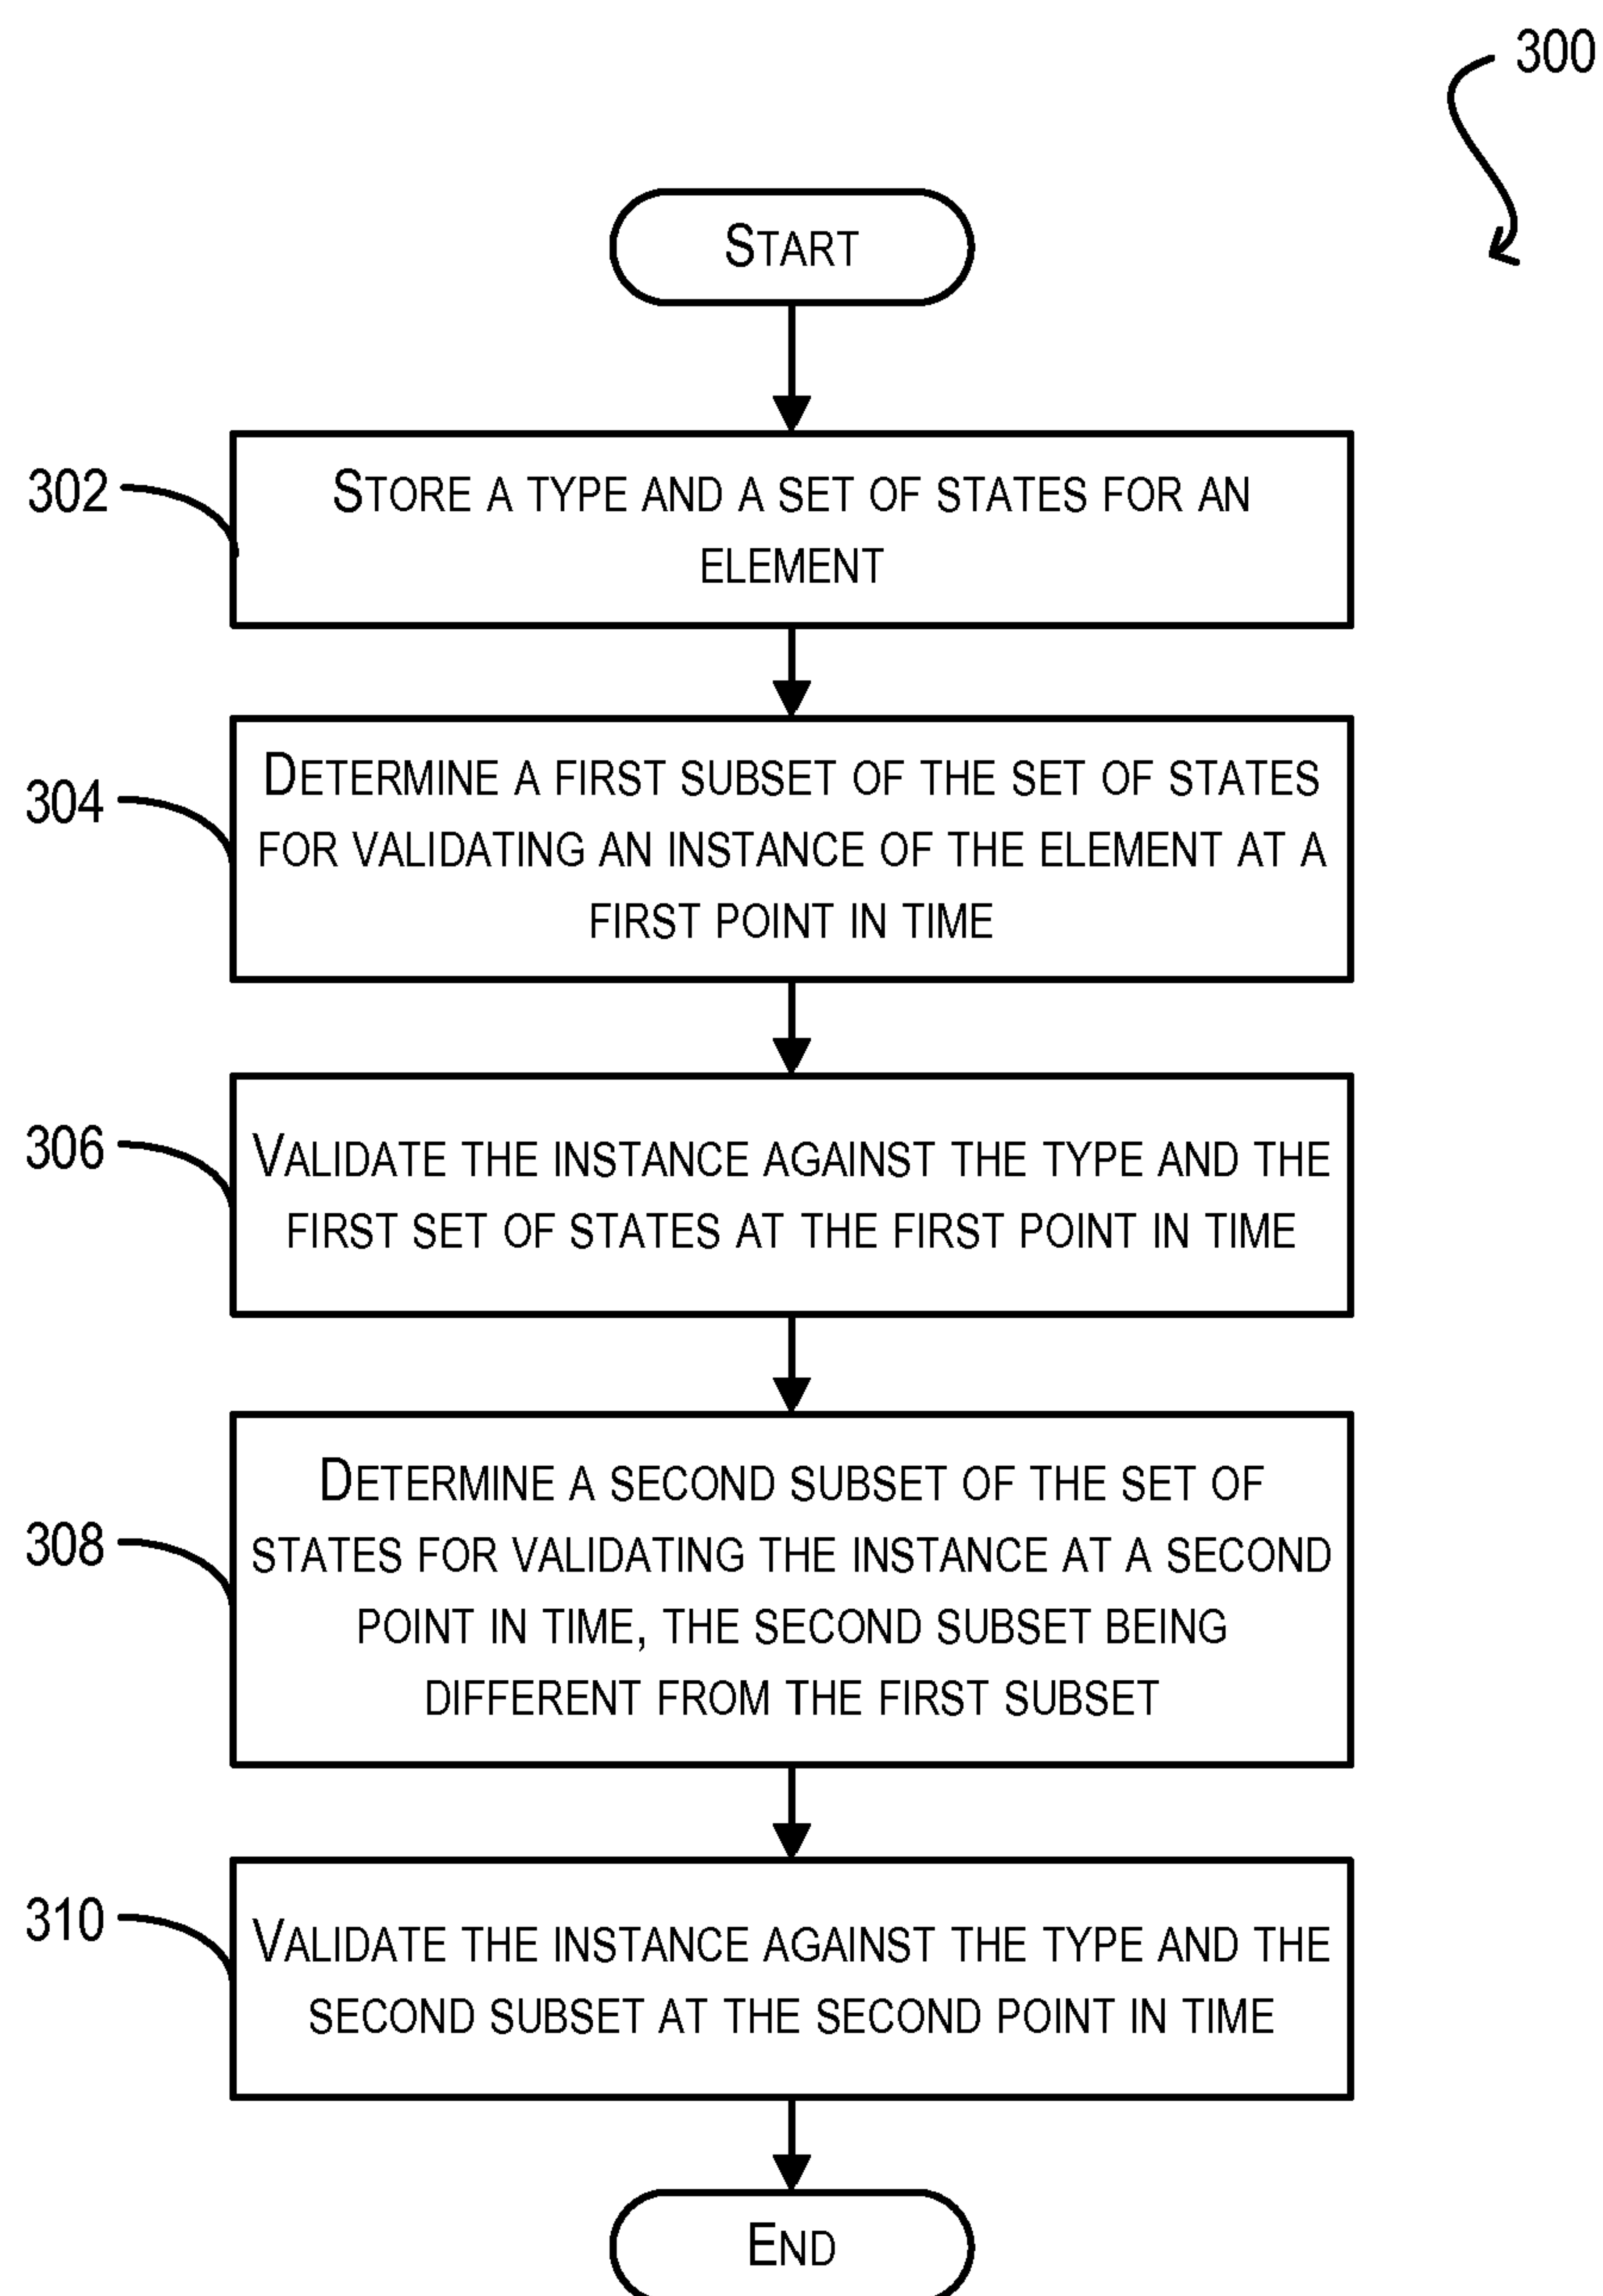 300
Start
302
Store a type and a set of states for an
element
304
Determine a first subset of the set of states
for validating an instance of the element at a
first point in time
306
Validate the instance against the type and the
first set of states at the first point in time
308
Determine a second subset of the set of
states for validating the instance at a second
point in time, the second subset being
different from the first subset
310
Validate the instance against the type and the
second subset at the second point in time
End